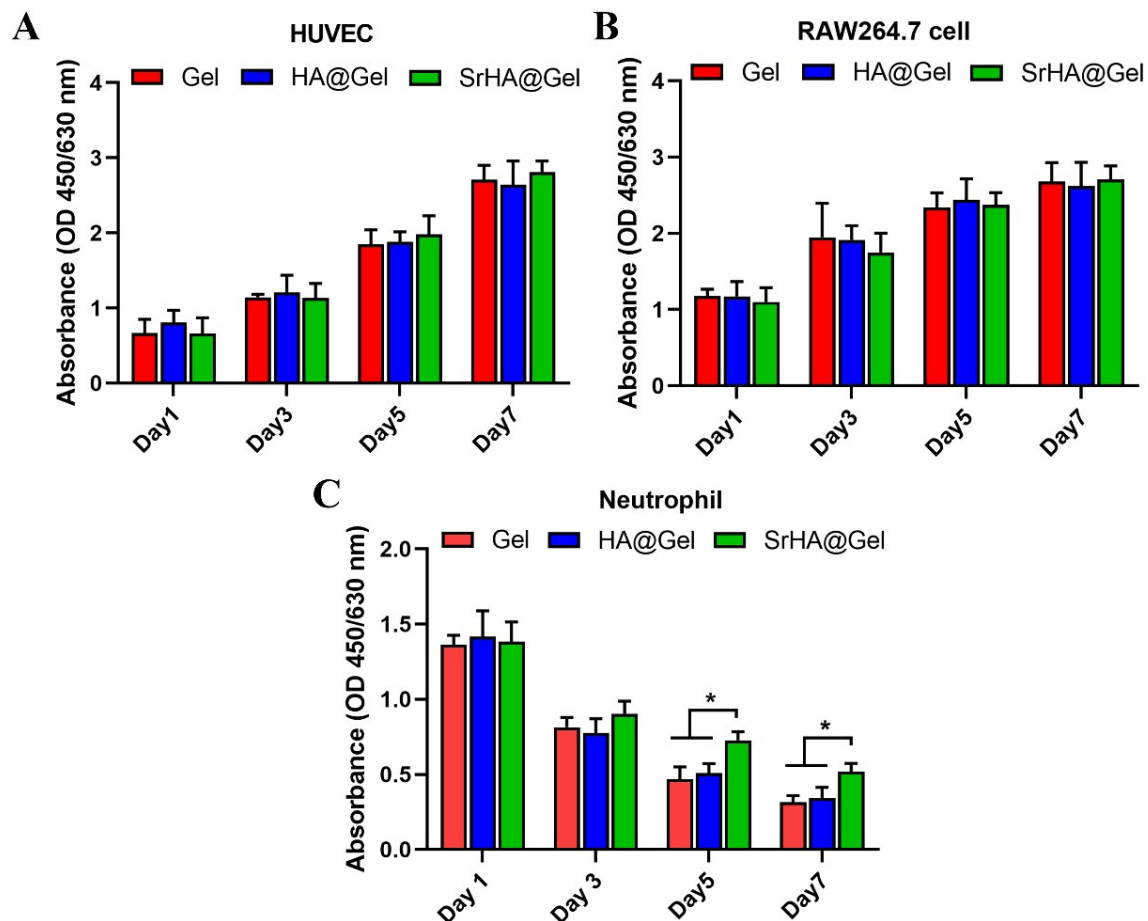 A
HUVEC
Gel HA@Gel SrHA@Gel
Absorbance (OD 450/630 nm)
4
3
2
1
0
Day1 Day3 Day5 Day7
B
RAW264.7 cell
Gel HA@Gel SrHA@Gel
Absorbance (OD 450/630 nm)
4
3
2
1
0
Day1 Day3 Day5 Day7
C
Neutrophil
Gel HA@Gel SrHA@Gel
Absorbance (OD 450/630 nm)
2.0
1.5
1.0
0.5
0.0
* *
Day 1 Day 3 Day5 Day7